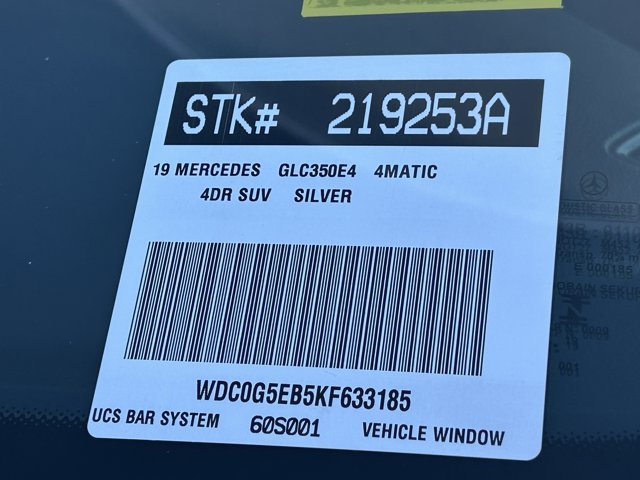 STK# 219253A
19 MERCEDES GLC350E4 4MATIC
4DR SUV SILVER
WDC0G5EB5KF633185
UCS BAR SYSTEM 60S001 VEHICLE WINDOW